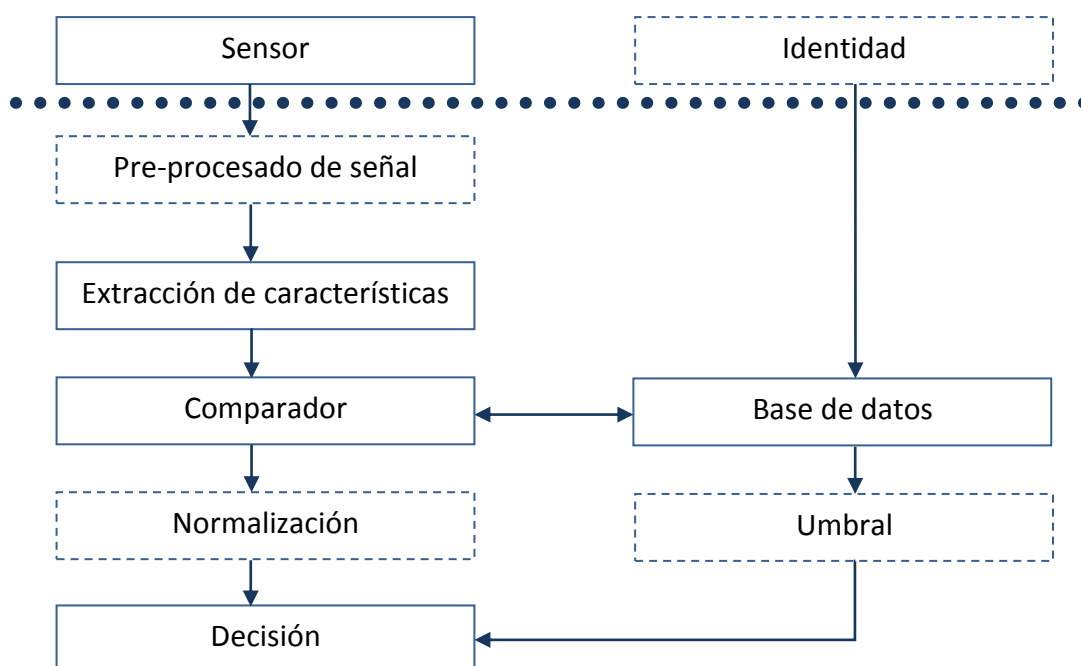 Sensor
Identidad
Pre-procesado de señal
Extracción de características
Comparador
Base de datos
Normalización
Umbral
Decisión